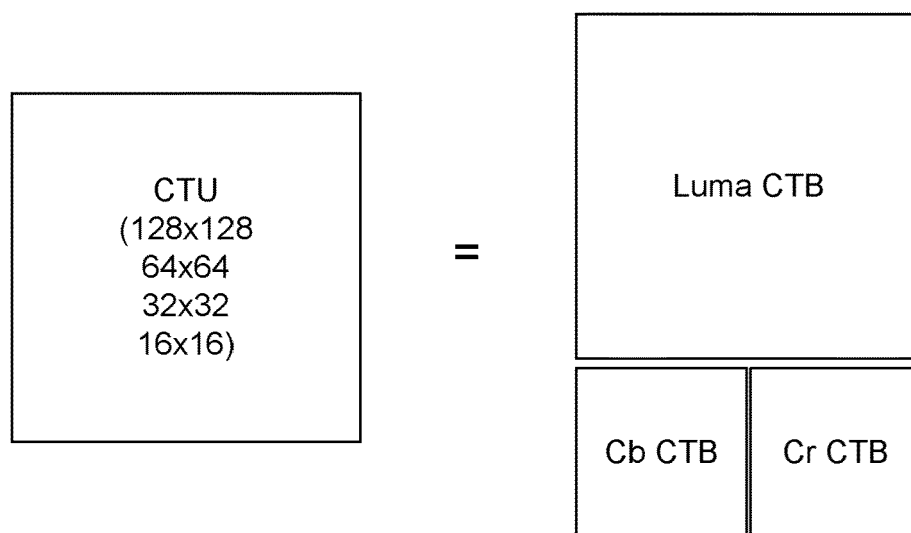 CTU
(128x128
64x64
32x32
16x16)
=
Luma CTB
Cb CTB
Cr CTB